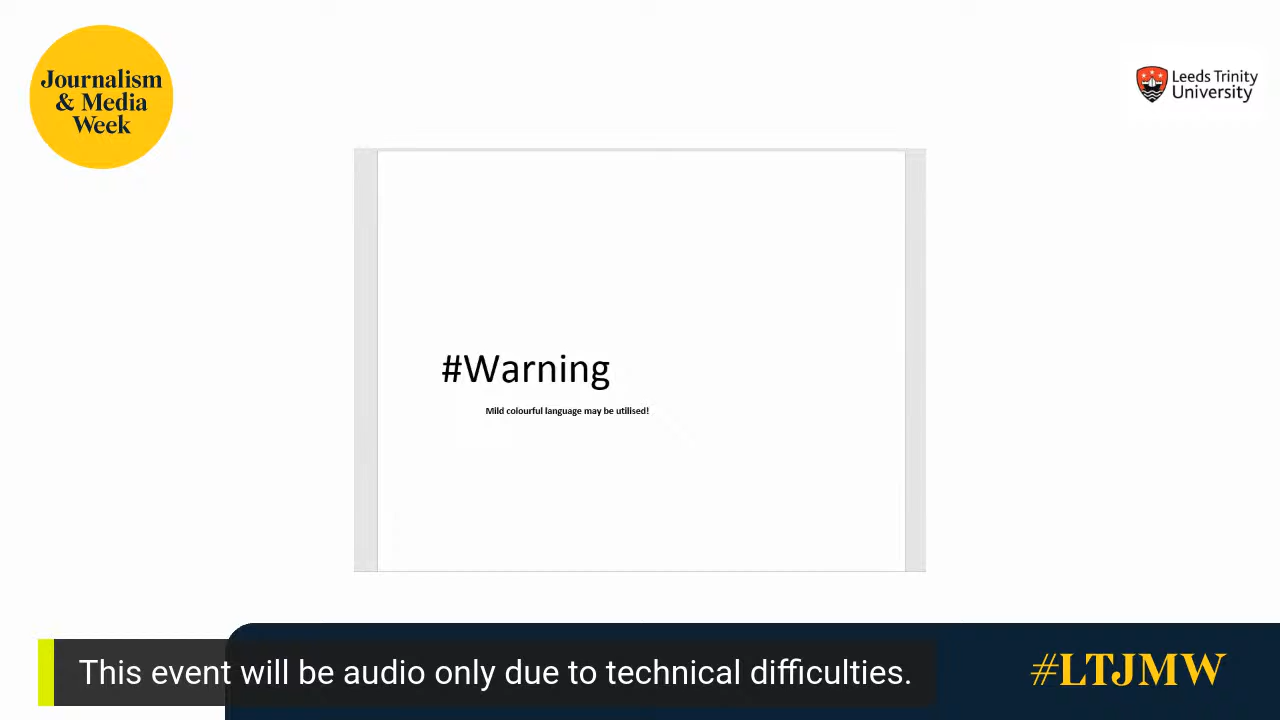 Journalism
& Media
Week
Leeds Trinity
University
#Warning
Mild colourful language may be utilised!
This event will be audio only due to technical difficulties.
#LTJMW